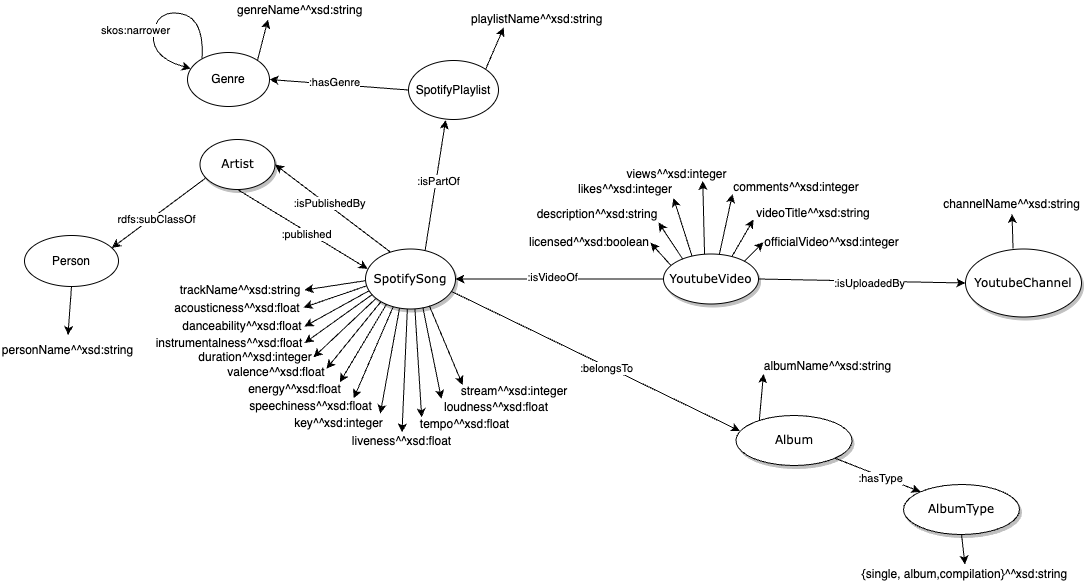 genreName^^xsd:string
playlistName^^xsd:string
skos:narrower
Genre
:hasGenre
SpotifyPlaylist
Artist
:isPartOf
views^^xsd:integer
likes^^xsd:integer
comments^^xsd:integer
:isPublishedBy
channelName^^xsd:string
description^^xsd:string
videoTitle^^xsd:string
rdfs:subClassOf
:published
licensed^^xsd:boolean
officialVideo^^xsd:integer
Person
SpotifySong
:isVideoOf
YoutubeVideo
:isUploadedBy
YoutubeChannel
trackName^^xsd:string
acousticness^^xsd:float
danceability^^xsd:float
instrumentalness^^xsd:float
personName^^xsd:string
duration^^xsd:integer
valence^^xsd:float
:belongsTo
albumName^^xsd:string
energy^^xsd:float
stream^^xsd:integer
speechiness^^xsd:float
loudness^^xsd:float
key^^xsd:integer
tempo^^xsd:float
liveness^^xsd:float
Album
:hasType
AlbumType
{single, album,compilation}^^xsd:string